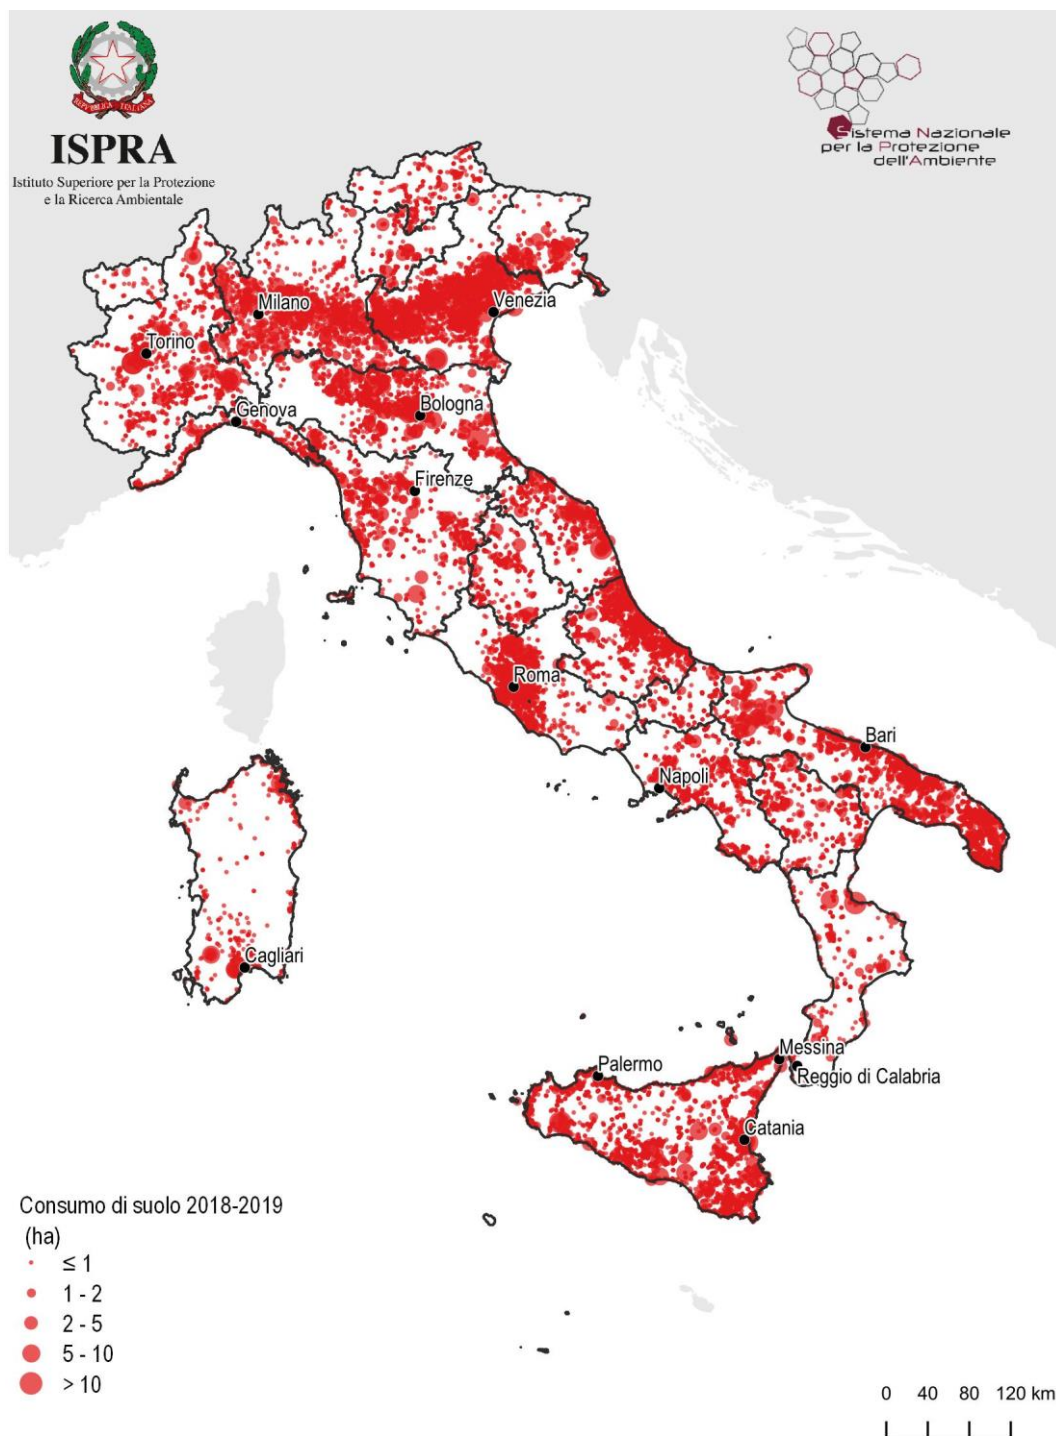 REPVBBLICA ITALIANA
ISPRA
Istituto Superiore per la Protezione
e la Ricerca Ambientale
Sistema Nazionale
per la Protezione
dell'Ambiente
Milano
Venezia
Torino
Genova
Bologna
Firenze
Roma
Bari
Napoli
Cagliari
Messina
Palermo
Reggio di Calabria
Catania
Consumo di suolo 2018-2019
(ha)
≤ 1
1 - 2
2 - 5
5 - 10
> 10
0 40 80 120 km